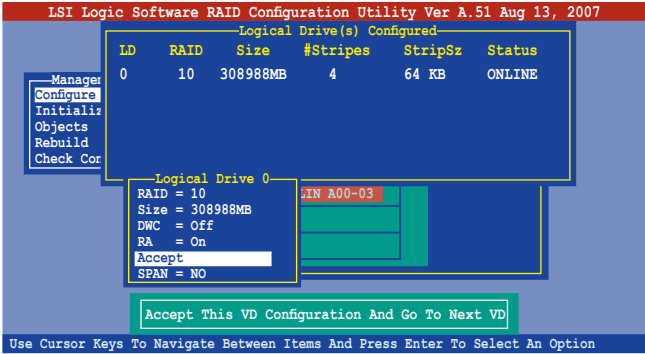 LSI Logic Software RAID Configuration Utility Ver A.51 Aug 13, 2007
Logical Drive(s) Configured
LD RAID Size #Stripes StripSz Status
0 10 308988MB 4 64 KB ONLINE
Manage
Configure
Initializ
Objects
Rebuild
Check Con
Logical Drive 0
RAID = 10
LIN A00-03
Size = 308988MB
DWC = Off
RA = On
Accept
SPAN = NO
Accept This VD Configuration And Go To Next VD
Use Cursor Keys To Navigate Between Items And Press Enter To Select An Option